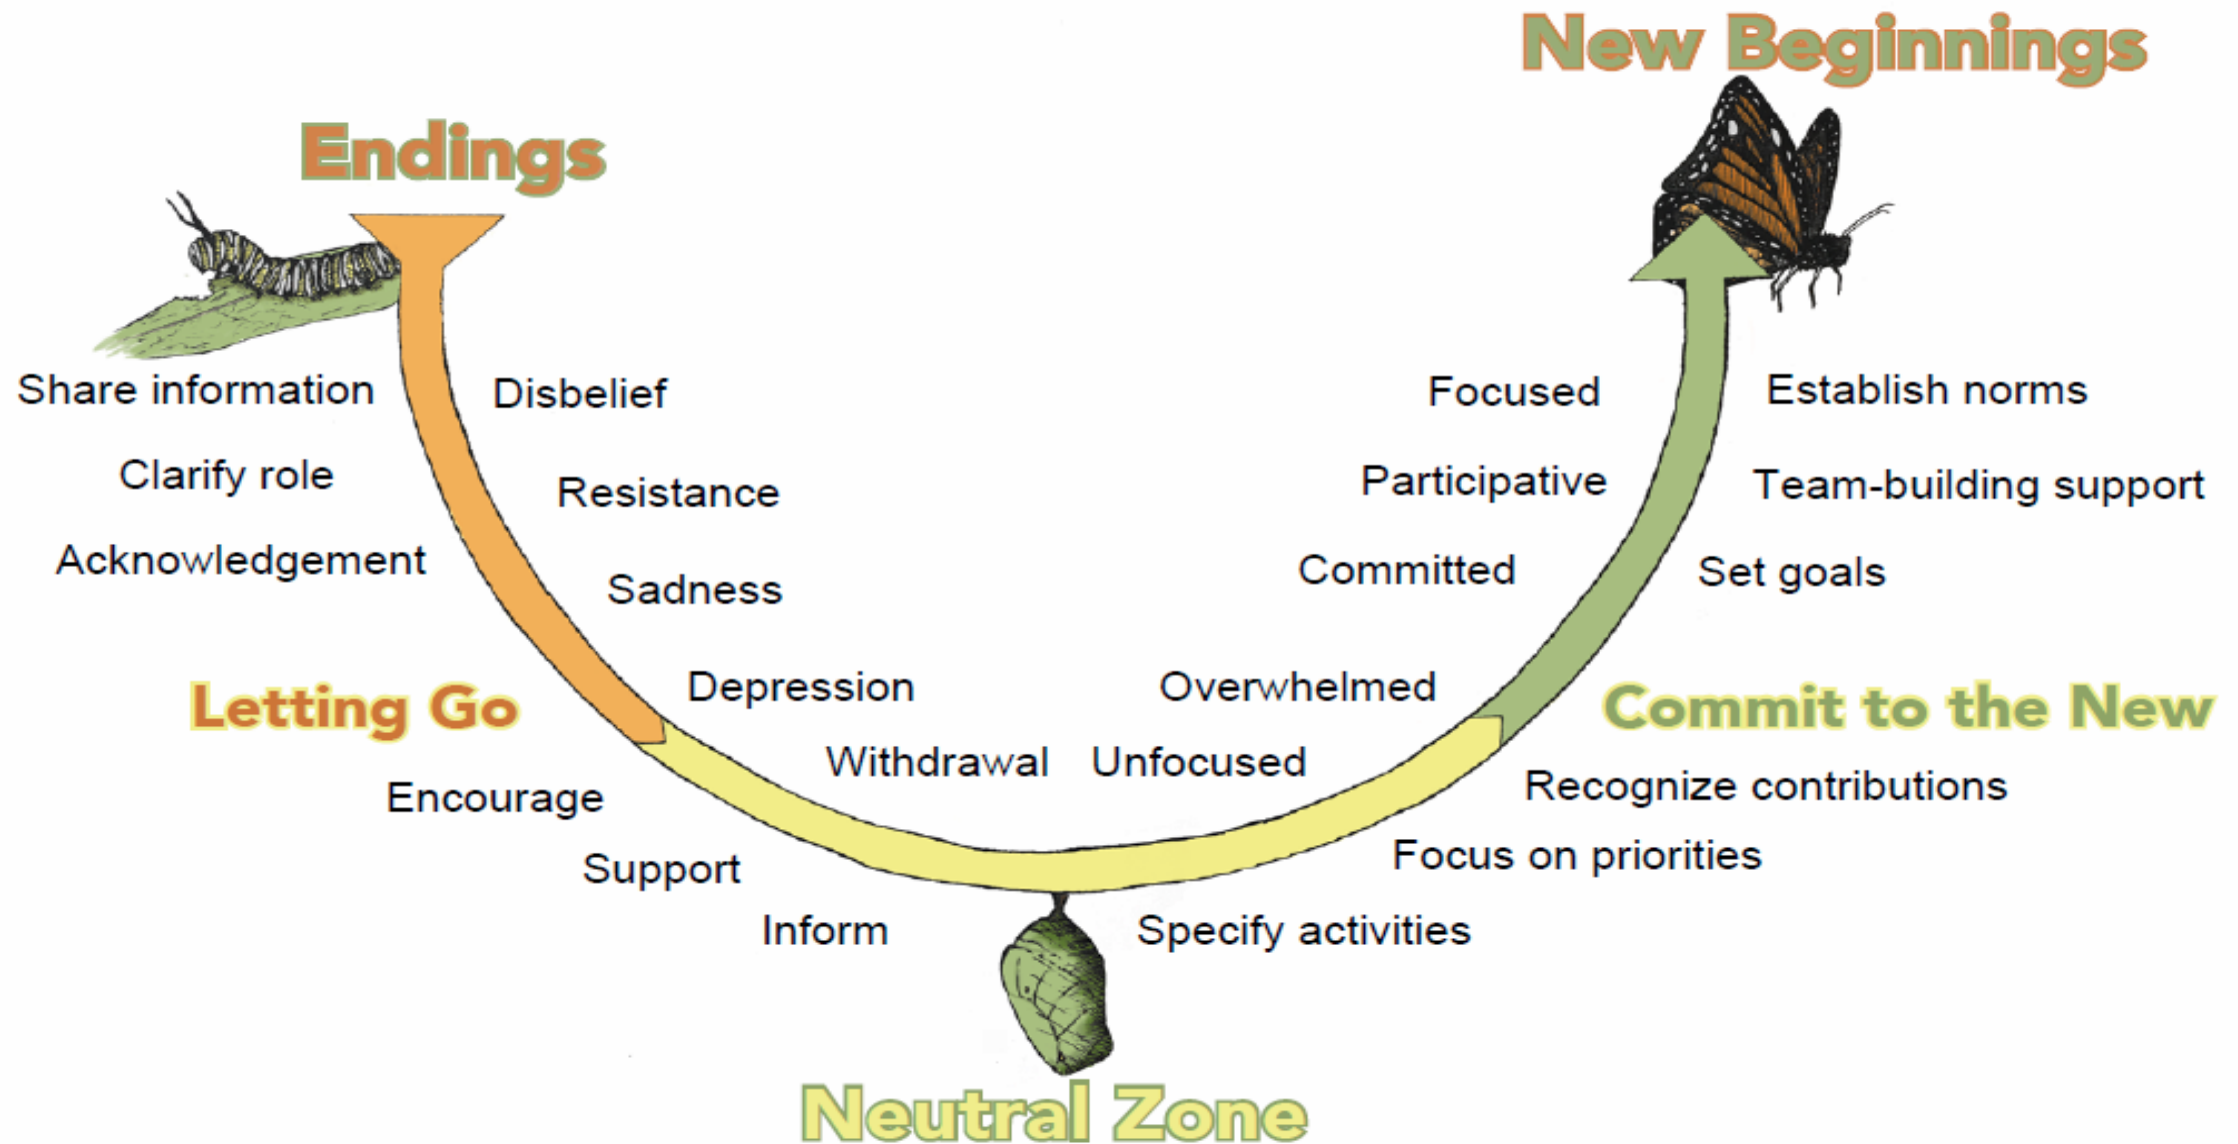 New Beginnings
Endings
Share information
Disbelief
Focused
Establish norms
Clarify role
Resistance
Participative
Team-building support
Acknowledgement
Sadness
Committed
Set goals
Letting Go
Depression
Overwhelmed
Commit to the New
Withdrawal
Unfocused
Encourage
Recognize contributions
Support
Focus on priorities
Inform
Specify activities
Neutral Zone